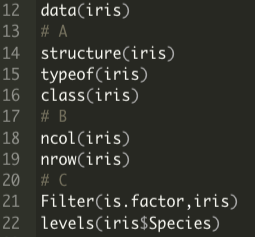 12 data(iris)
13 # A
14 structure(iris)
15 typeof(iris)
16 class(iris)
17 # B
18 ncol(iris)
19 nrow(iris)
20 # C
21 Filter(is.factor,iris)
22 levels(iris$Species)